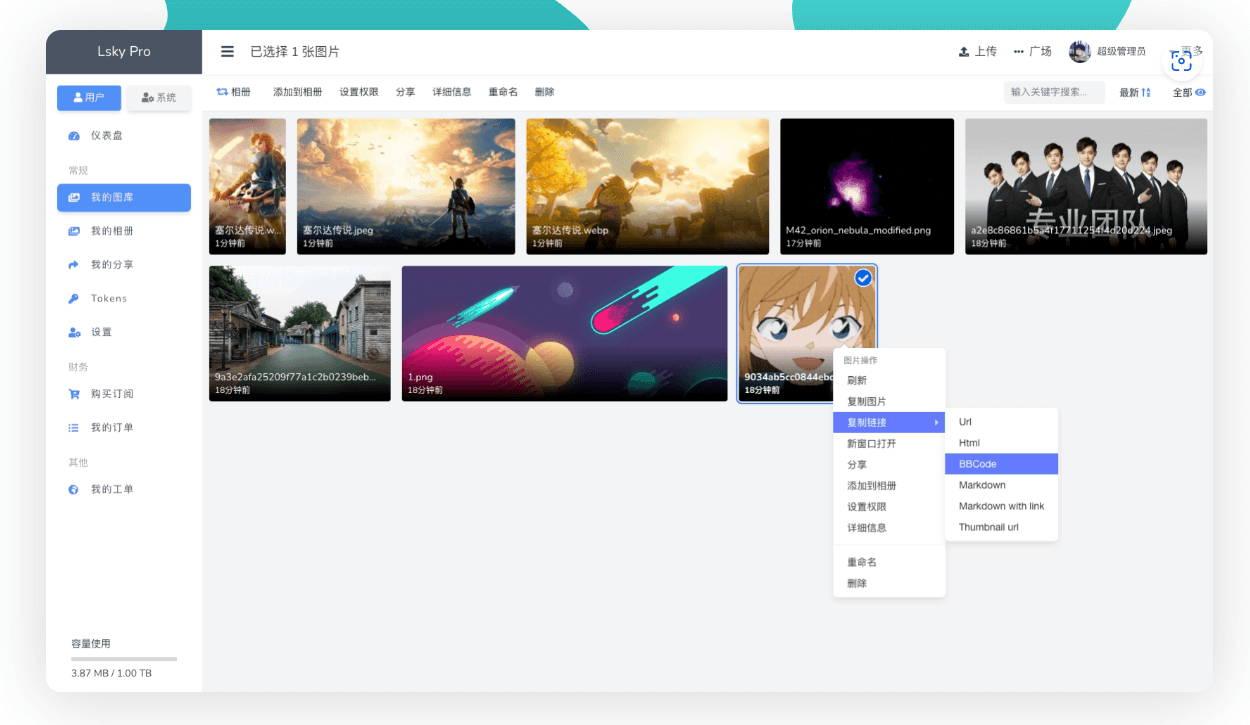 Lsky Pro
已选择 1 张图片
上传
广场
超级管理员
更多
用户
系统
相册
添加到相册
设置权限
分享
详细信息
重命名
删除
输入关键字搜索...
最新
全部
仪表盘
常规
我的图库
我的相册
我的分享
Tokens
设置
财务
购买订阅
我的订单
其他
我的工单
容量使用
3.87 MB / 1.00 TB
塞尔达传说.w...
1分钟前
塞尔达传说.jpeg
1分钟前
塞尔达传说.webp
1分钟前
M42_orion_nebula_modified.png
17分钟前
专业团队
a2e8c86861b5a4f17711254f4d20d224.jpeg
18分钟前
9a3e2afa25209f77a1c2b0239beb...
18分钟前
1.png
18分钟前
9034ab5cc0844ebc
18分钟前
图片操作
刷新
复制图片
复制链接
新窗口打开
分享
添加到相册
设置权限
详细信息
重命名
删除
Url
Html
BBCode
Markdown
Markdown with link
Thumbnail url